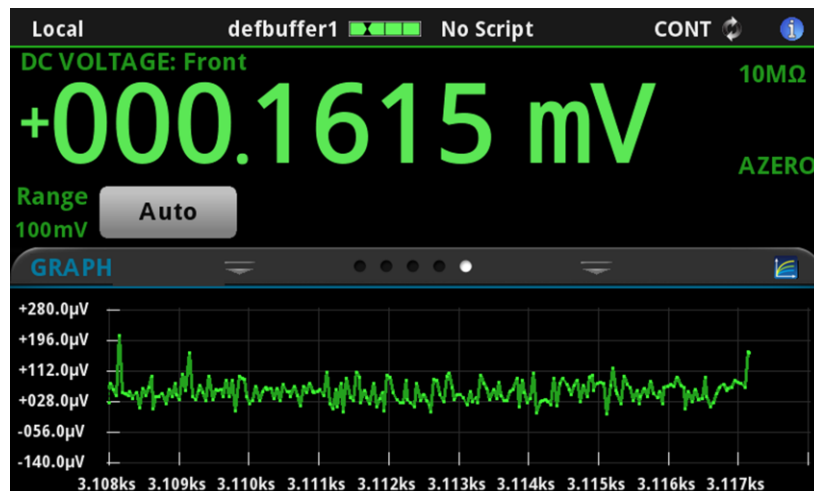 Local defbuffer1 No Script CONT
DC VOLTAGE: Front
10MΩ
+000.1615 mV
AZERO
Range
100mV
Auto
GRAPH
+280.0µV
+196.0µV
+112.0µV
+028.0µV
-056.0µV
-140.0µV
3.108ks 3.109ks 3.110ks 3.111ks 3.112ks 3.113ks 3.114ks 3.115ks 3.116ks 3.117ks